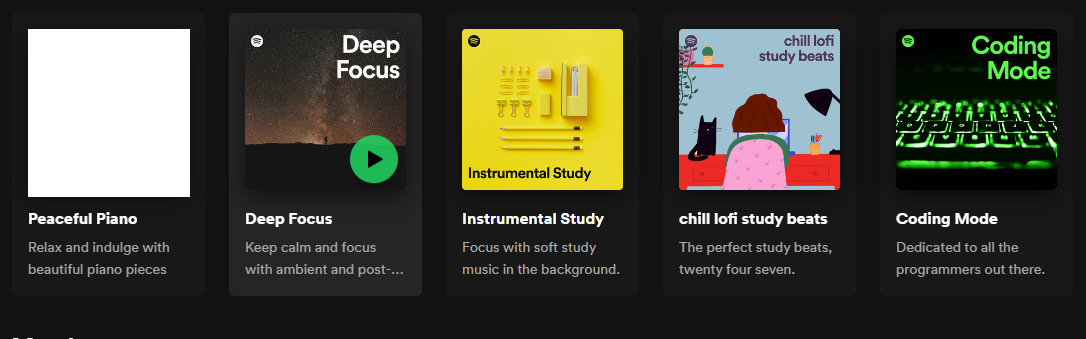 Deep
Focus
Instrumental Study
chill lofi
study beats
Coding
Mode
Peaceful Piano
Relax and indulge with
beautiful piano pieces
Deep Focus
Keep calm and focus
with ambient and post-...
Instrumental Study
Focus with soft study
music in the background.
chill lofi study beats
The perfect study beats,
twenty four seven.
Coding Mode
Dedicated to all the
programmers out there.